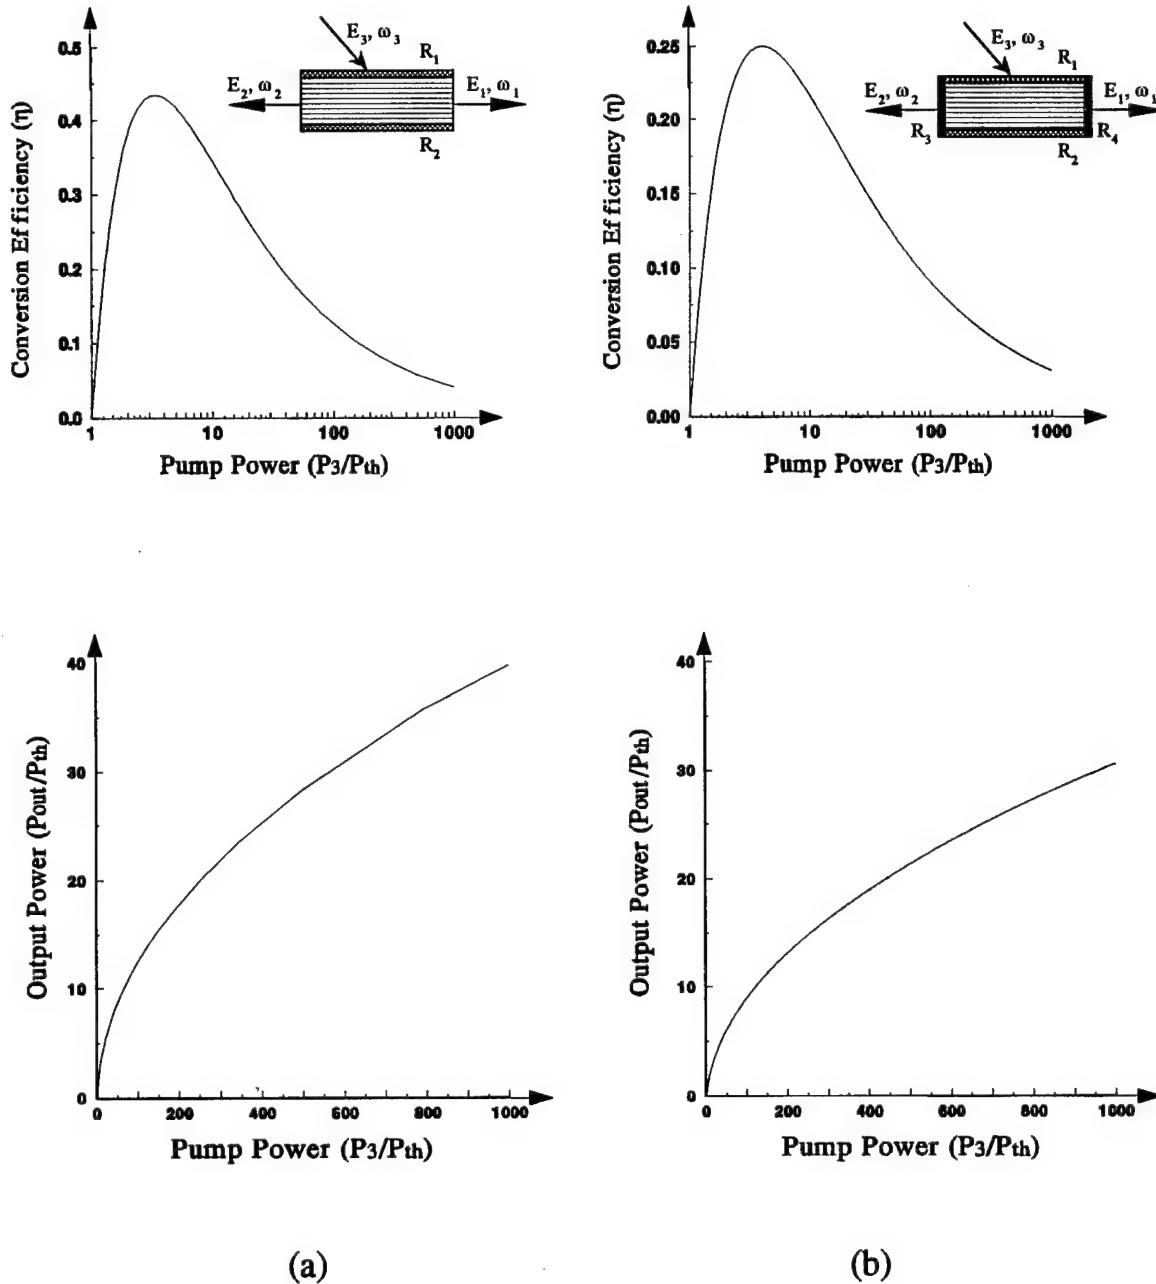 0.5
0.4
0.3
0.2
0.1
0.0
Conversion Efficiency (η)
1 10 100 1000
Pump Power (P3/Pth)
E3, ω3
R1
E2, ω2
E1, ω1
R2
0.25
0.20
0.15
0.10
0.05
0.00
Conversion Efficiency (η)
1 10 100 1000
Pump Power (P3/Pth)
E3, ω3
R1
E2, ω2
E1, ω1
R3
R4
R2
40
30
20
10
0
Output Power (Pout/Pth)
0 200 400 600 800 1000
Pump Power (P3/Pth)
40
30
20
10
0
Output Power (Pout/Pth)
0 200 400 600 800 1000
Pump Power (P3/Pth)
(a)
(b)